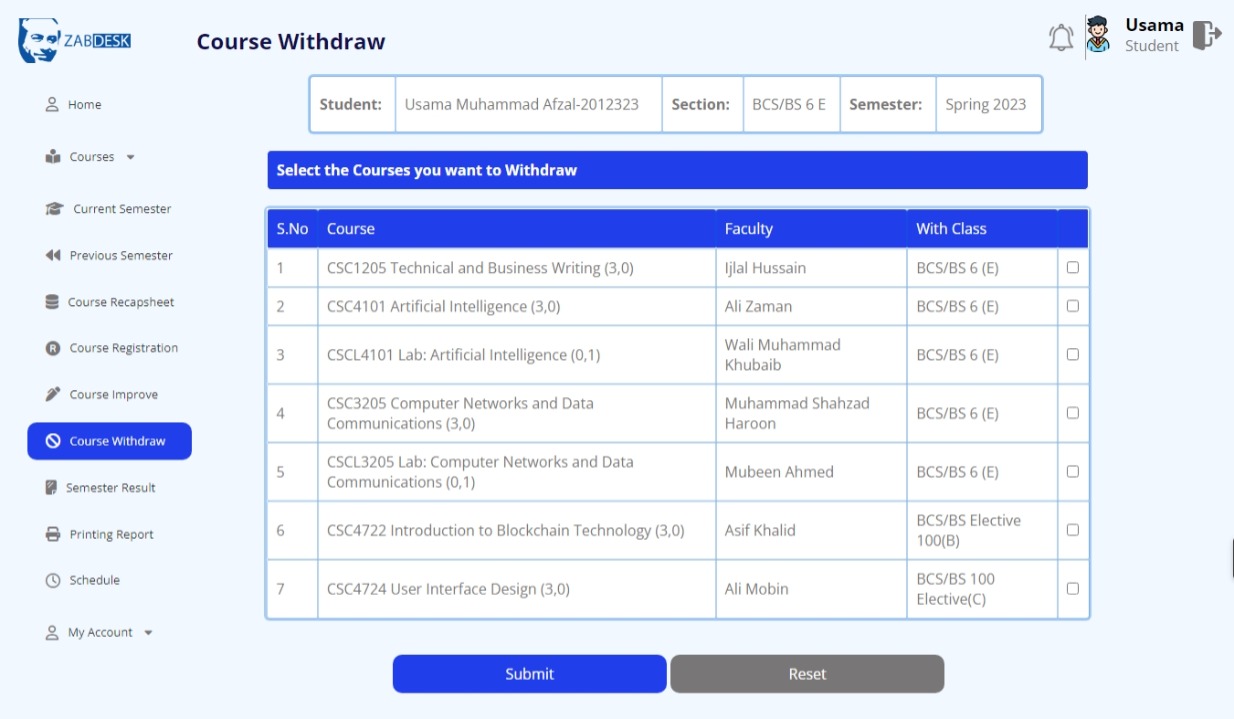 ZABDESK
Course Withdraw
Usama
Student
Home
Courses
Current Semester
Previous Semester
Course Recapsheet
R Course Registration
Course Improve
Course Withdraw
Semester Result
Printing Report
Schedule
My Account
Student: Usama Muhammad Afzal-2012323 Section: BCS/BS 6 E Semester: Spring 2023
Select the Courses you want to Withdraw
S.No Course Faculty With Class
1 CSC1205 Technical and Business Writing (3,0) Ijlal Hussain BCS/BS 6 (E)
2 CSC4101 Artificial Intelligence (3,0) Ali Zaman BCS/BS 6 (E)
3 CSCL4101 Lab: Artificial Intelligence (0,1) Wali Muhammad
Khubaib BCS/BS 6 (E)
4 CSC3205 Computer Networks and Data
Communications (3,0) Muhammad Shahzad
Haroon BCS/BS 6 (E)
5 CSCL3205 Lab: Computer Networks and Data
Communications (0,1) Mubeen Ahmed BCS/BS 6 (E)
6 CSC4722 Introduction to Blockchain Technology (3,0) Asif Khalid BCS/BS Elective
100(B)
7 CSC4724 User Interface Design (3,0) Ali Mobin BCS/BS 100
Elective(C)
Submit Reset